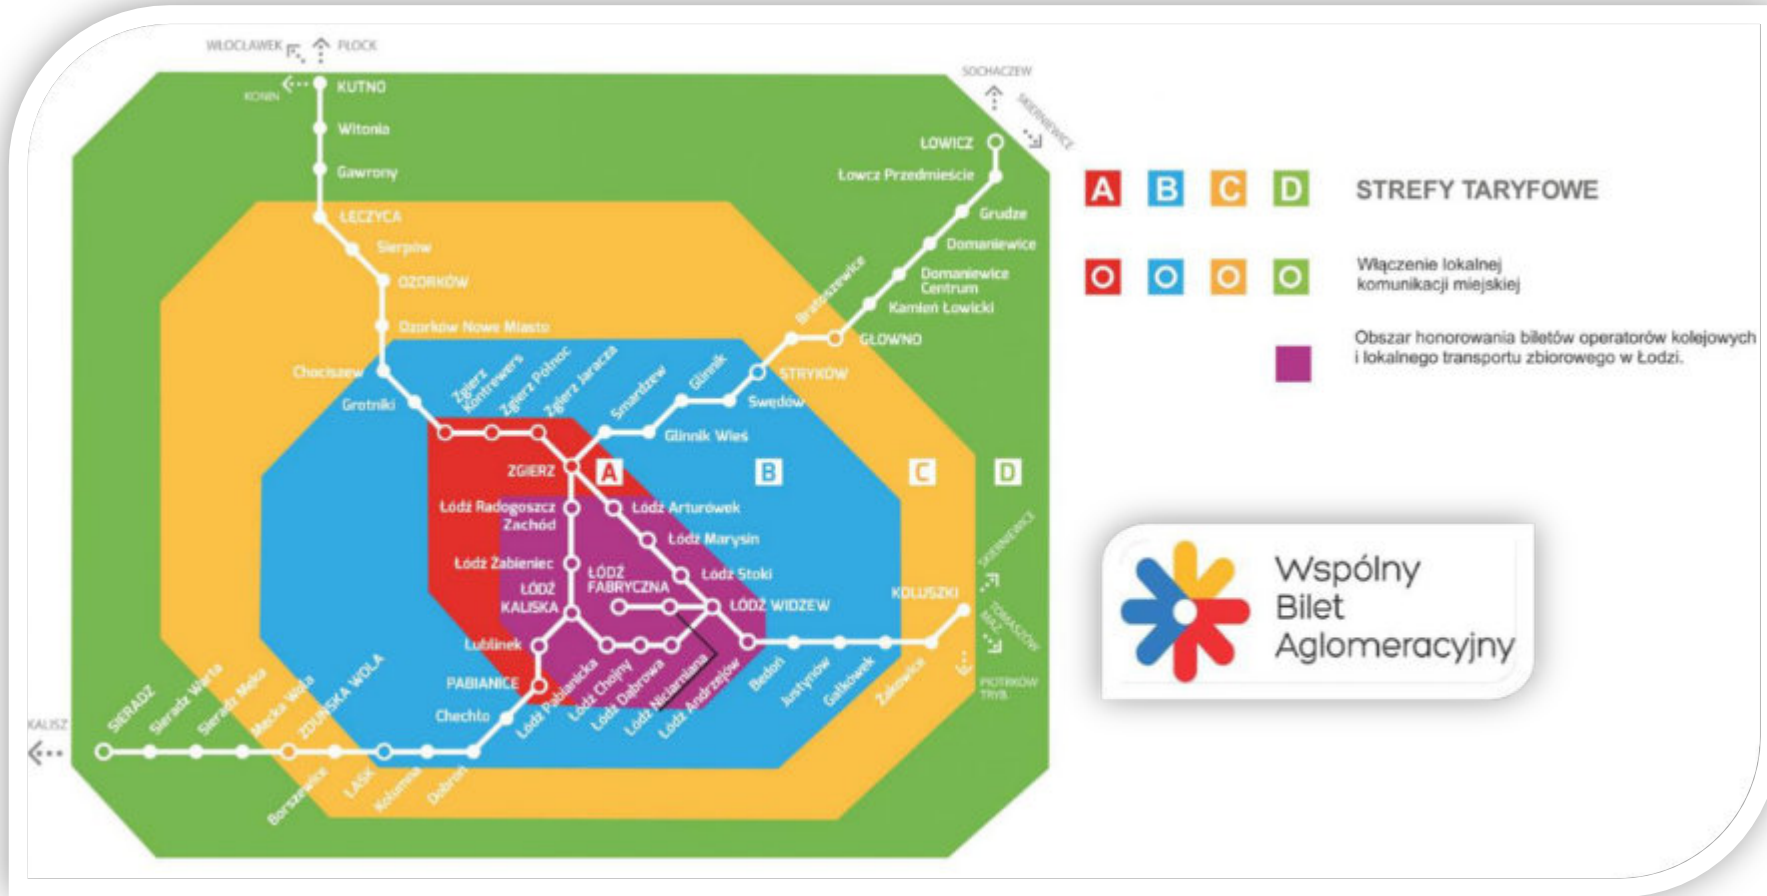 WŁOCŁAWEK
PŁOCK
KONIN
KUTNO
Witonia
Gawrony
ŁĘCZYCA
Sierpów
OZORKÓW
Ozorków Nowe Miasto
Chociszew
Grotniki
Zgierz
Kontrewers
Zgierz Północ
Zgierz Jaracza
ZGIERZ
SOCHACZEW
SKIERNIEWICE
ŁOWICZ
Łowcz Przedmieście
Grudze
Domaniewice
Domaniewice
Centrum
Kamień Łowicki
GŁOWNO
Bratoszewice
STRYKÓW
Swędów
Glinnik
Glinnik Wieś
Smardzew
A
B
C
D
Łódź Radogoszcz
Zachód
Łódź Żabieniec
ŁÓDŹ
KALISKA
Łódź Arturówek
Łódź Marysin
Łódź Stoki
ŁÓDŹ
FABRYCZNA
ŁÓDŹ WIDZEW
Lublinek
PABIANICE
Chechło
Łódź Pabianicka
Łódź Chojny
Łódź Dąbrowa
Łódź Niciarniana
Łódź Andrzejów
Bedoń
Justynów
Gałkówek
Żakowice
KOLUSZKI
SKIERNIEWICE
TOMASZÓW
MAZ.
PIOTRKÓW
TRYB.
KALISZ
SIERADZ
Sieradz Warta
Sieradz Męka
Męcka Wola
ZDUŃSKA WOLA
Borszewice
ŁASK
Kolumna
Dobroń
A B C D STREFY TARYFOWE
Włączenie lokalnej
komunikacji miejskiej
Obszar honorowania biletów operatorów kolejowych
i lokalnego transportu zbiorowego w Łodzi.
Wspólny
Bilet
Aglomeracyjny